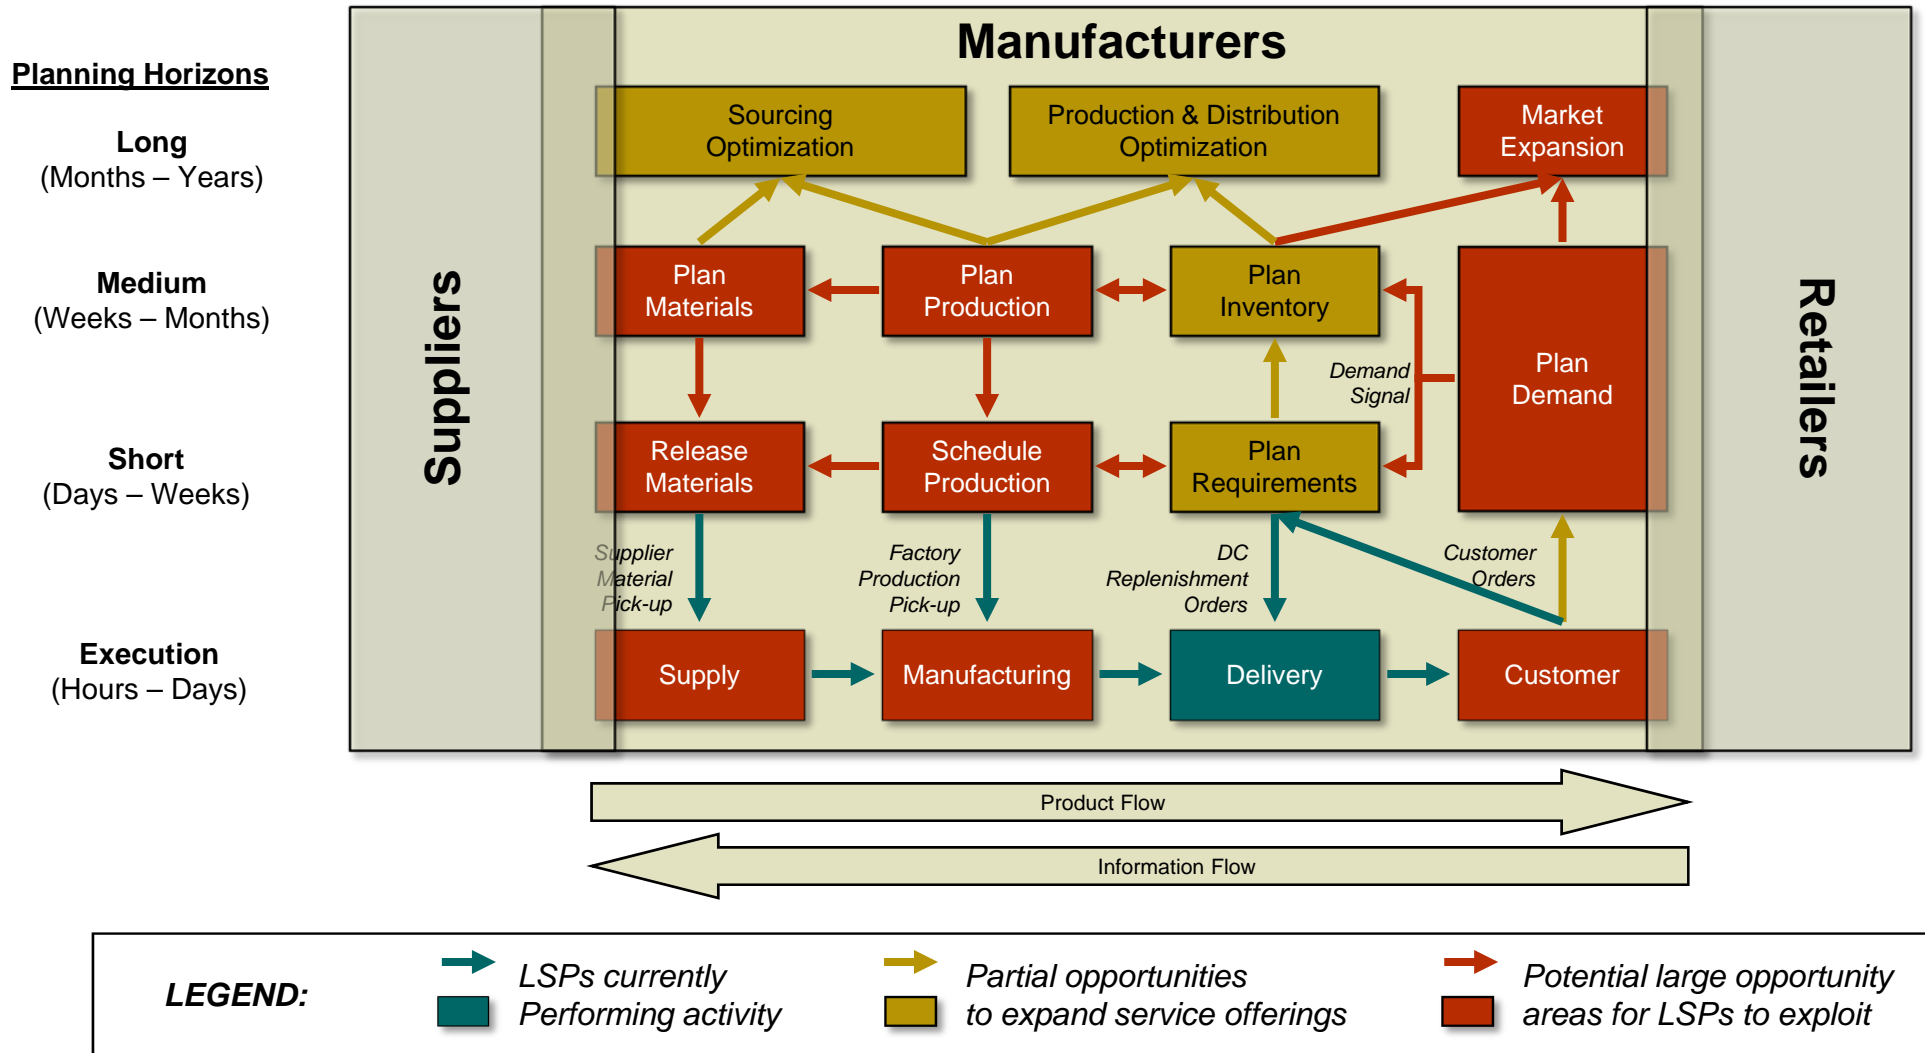 Manufacturers
Planning Horizons
Long
(Months – Years)
Sourcing
Optimization
Production & Distribution
Optimization
Market
Expansion
Suppliers
Retailers
Medium
(Weeks – Months)
Plan
Materials
Plan
Production
Plan
Inventory
Demand
Signal
Plan
Demand
Short
(Days – Weeks)
Release
Materials
Schedule
Production
Plan
Requirements
Supplier
Material
Pick-up
Factory
Production
Pick-up
DC
Replenishment
Orders
Customer
Orders
Execution
(Hours – Days)
Supply
Manufacturing
Delivery
Customer
Product Flow
Information Flow
LEGEND:
LSPs currently
Performing activity
Partial opportunities
to expand service offerings
Potential large opportunity
areas for LSPs to exploit